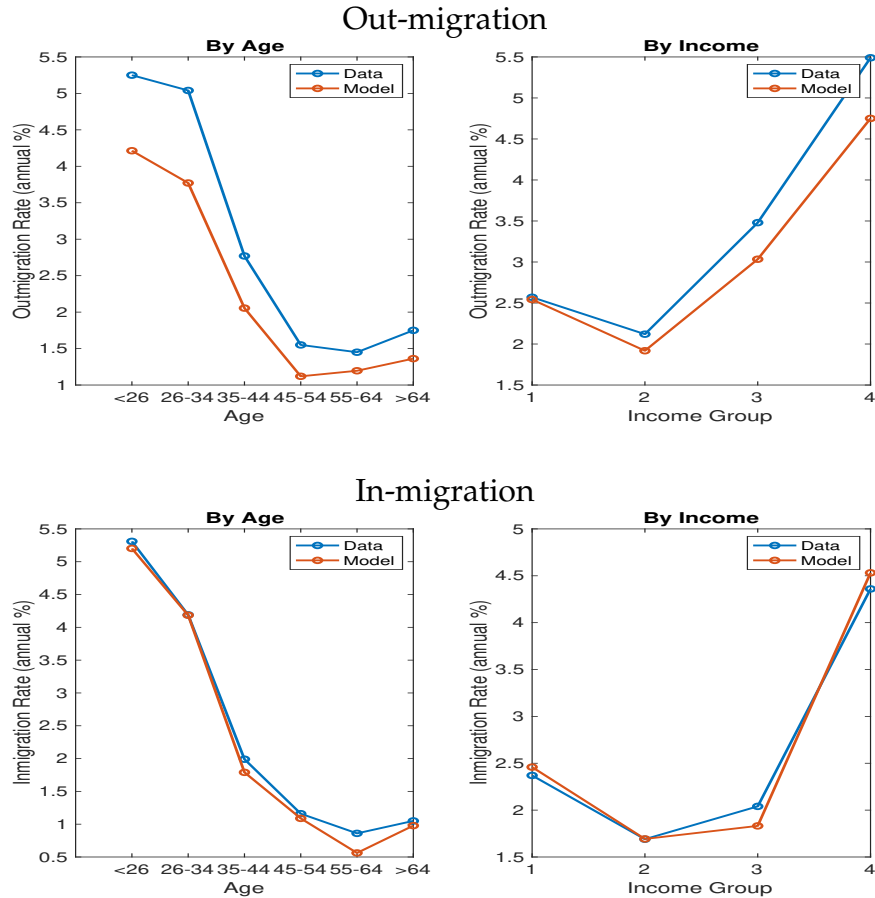 Out-migration
By Age
Data
Model
Outmigration Rate (annual %)
5.5
5
4.5
4
3.5
3
2.5
2
1.5
1
<26 26-34 35-44 45-54 55-64 >64
Age
By Income
Data
Model
Outmigration Rate (annual %)
5.5
5
4.5
4
3.5
3
2.5
2
1.5
1 2 3 4
Income Group
In-migration
By Age
Data
Model
Inmigration Rate (annual %)
5.5
5
4.5
4
3.5
3
2.5
2
1.5
1
0.5
<26 26-34 35-44 45-54 55-64 >64
Age
By Income
Data
Model
Inmigration Rate (annual %)
5
4.5
4
3.5
3
2.5
2
1.5
1 2 3 4
Income Group